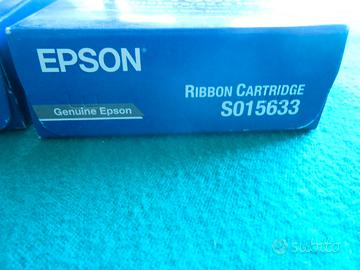 EPSON
Genuine Epson
RIBBON CARTRIDGE
S015633
subito